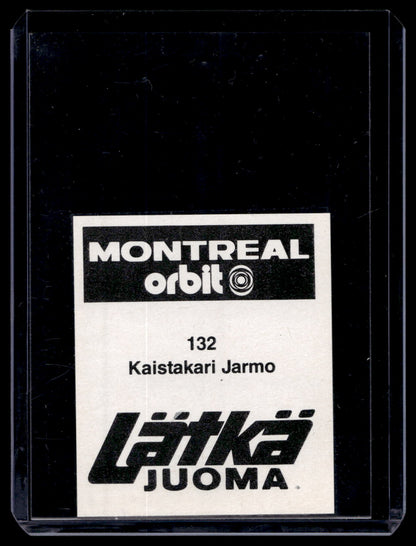 MONTREAL
orbit
132
Kaistakari Jarmo
Lätkä
JUOMA